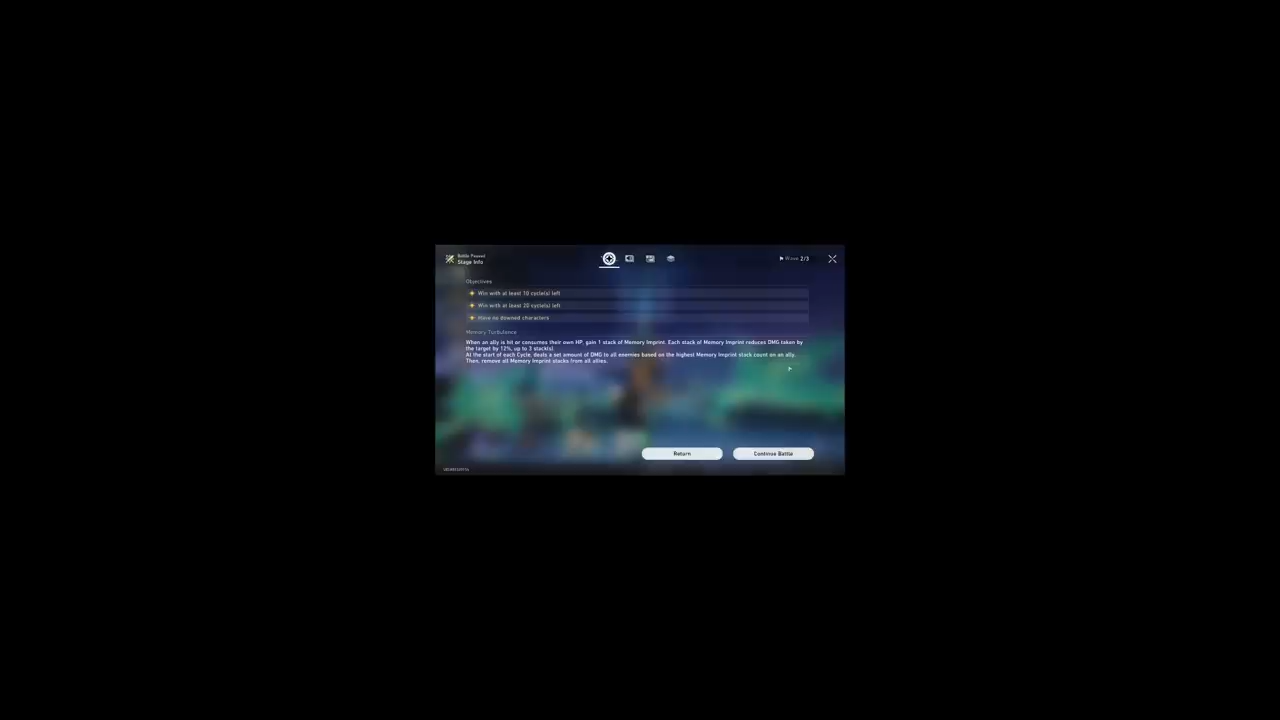 Battle Paused
Stage Info
Wave 2/3
Objectives
Win with at least 10 cycle(s) left
Win with at least 20 cycle(s) left
Have no downed characters
Memory Turbulence
When an ally is hit or consumes their own HP, gain 1 stack of Memory Imprint. Each stack of Memory Imprint reduces DMG taken by
the target by 12%, up to 3 stack(s).
At the start of each Cycle, deals a set amount of DMG to all enemies based on the highest Memory Imprint stack count on an ally.
Then, remove all Memory Imprint stacks from all allies.
Return
Continue Battle